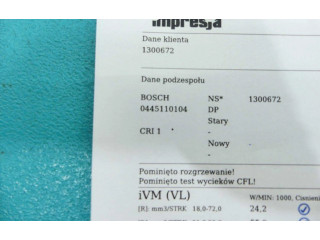 impresja
Dane klienta
1300672
Dane podzespołu
BOSCH NS* 1300672
0445110104 DP
Stary
CRI 1 -
Nowy -
-
Pominięto rozgrzewanie!
Pominięto test wycieków CFL!
iVM (VL) W/MIN: 1000, Ciśnieni
[R]: mm3/STRK 18,0-72,0 24,2